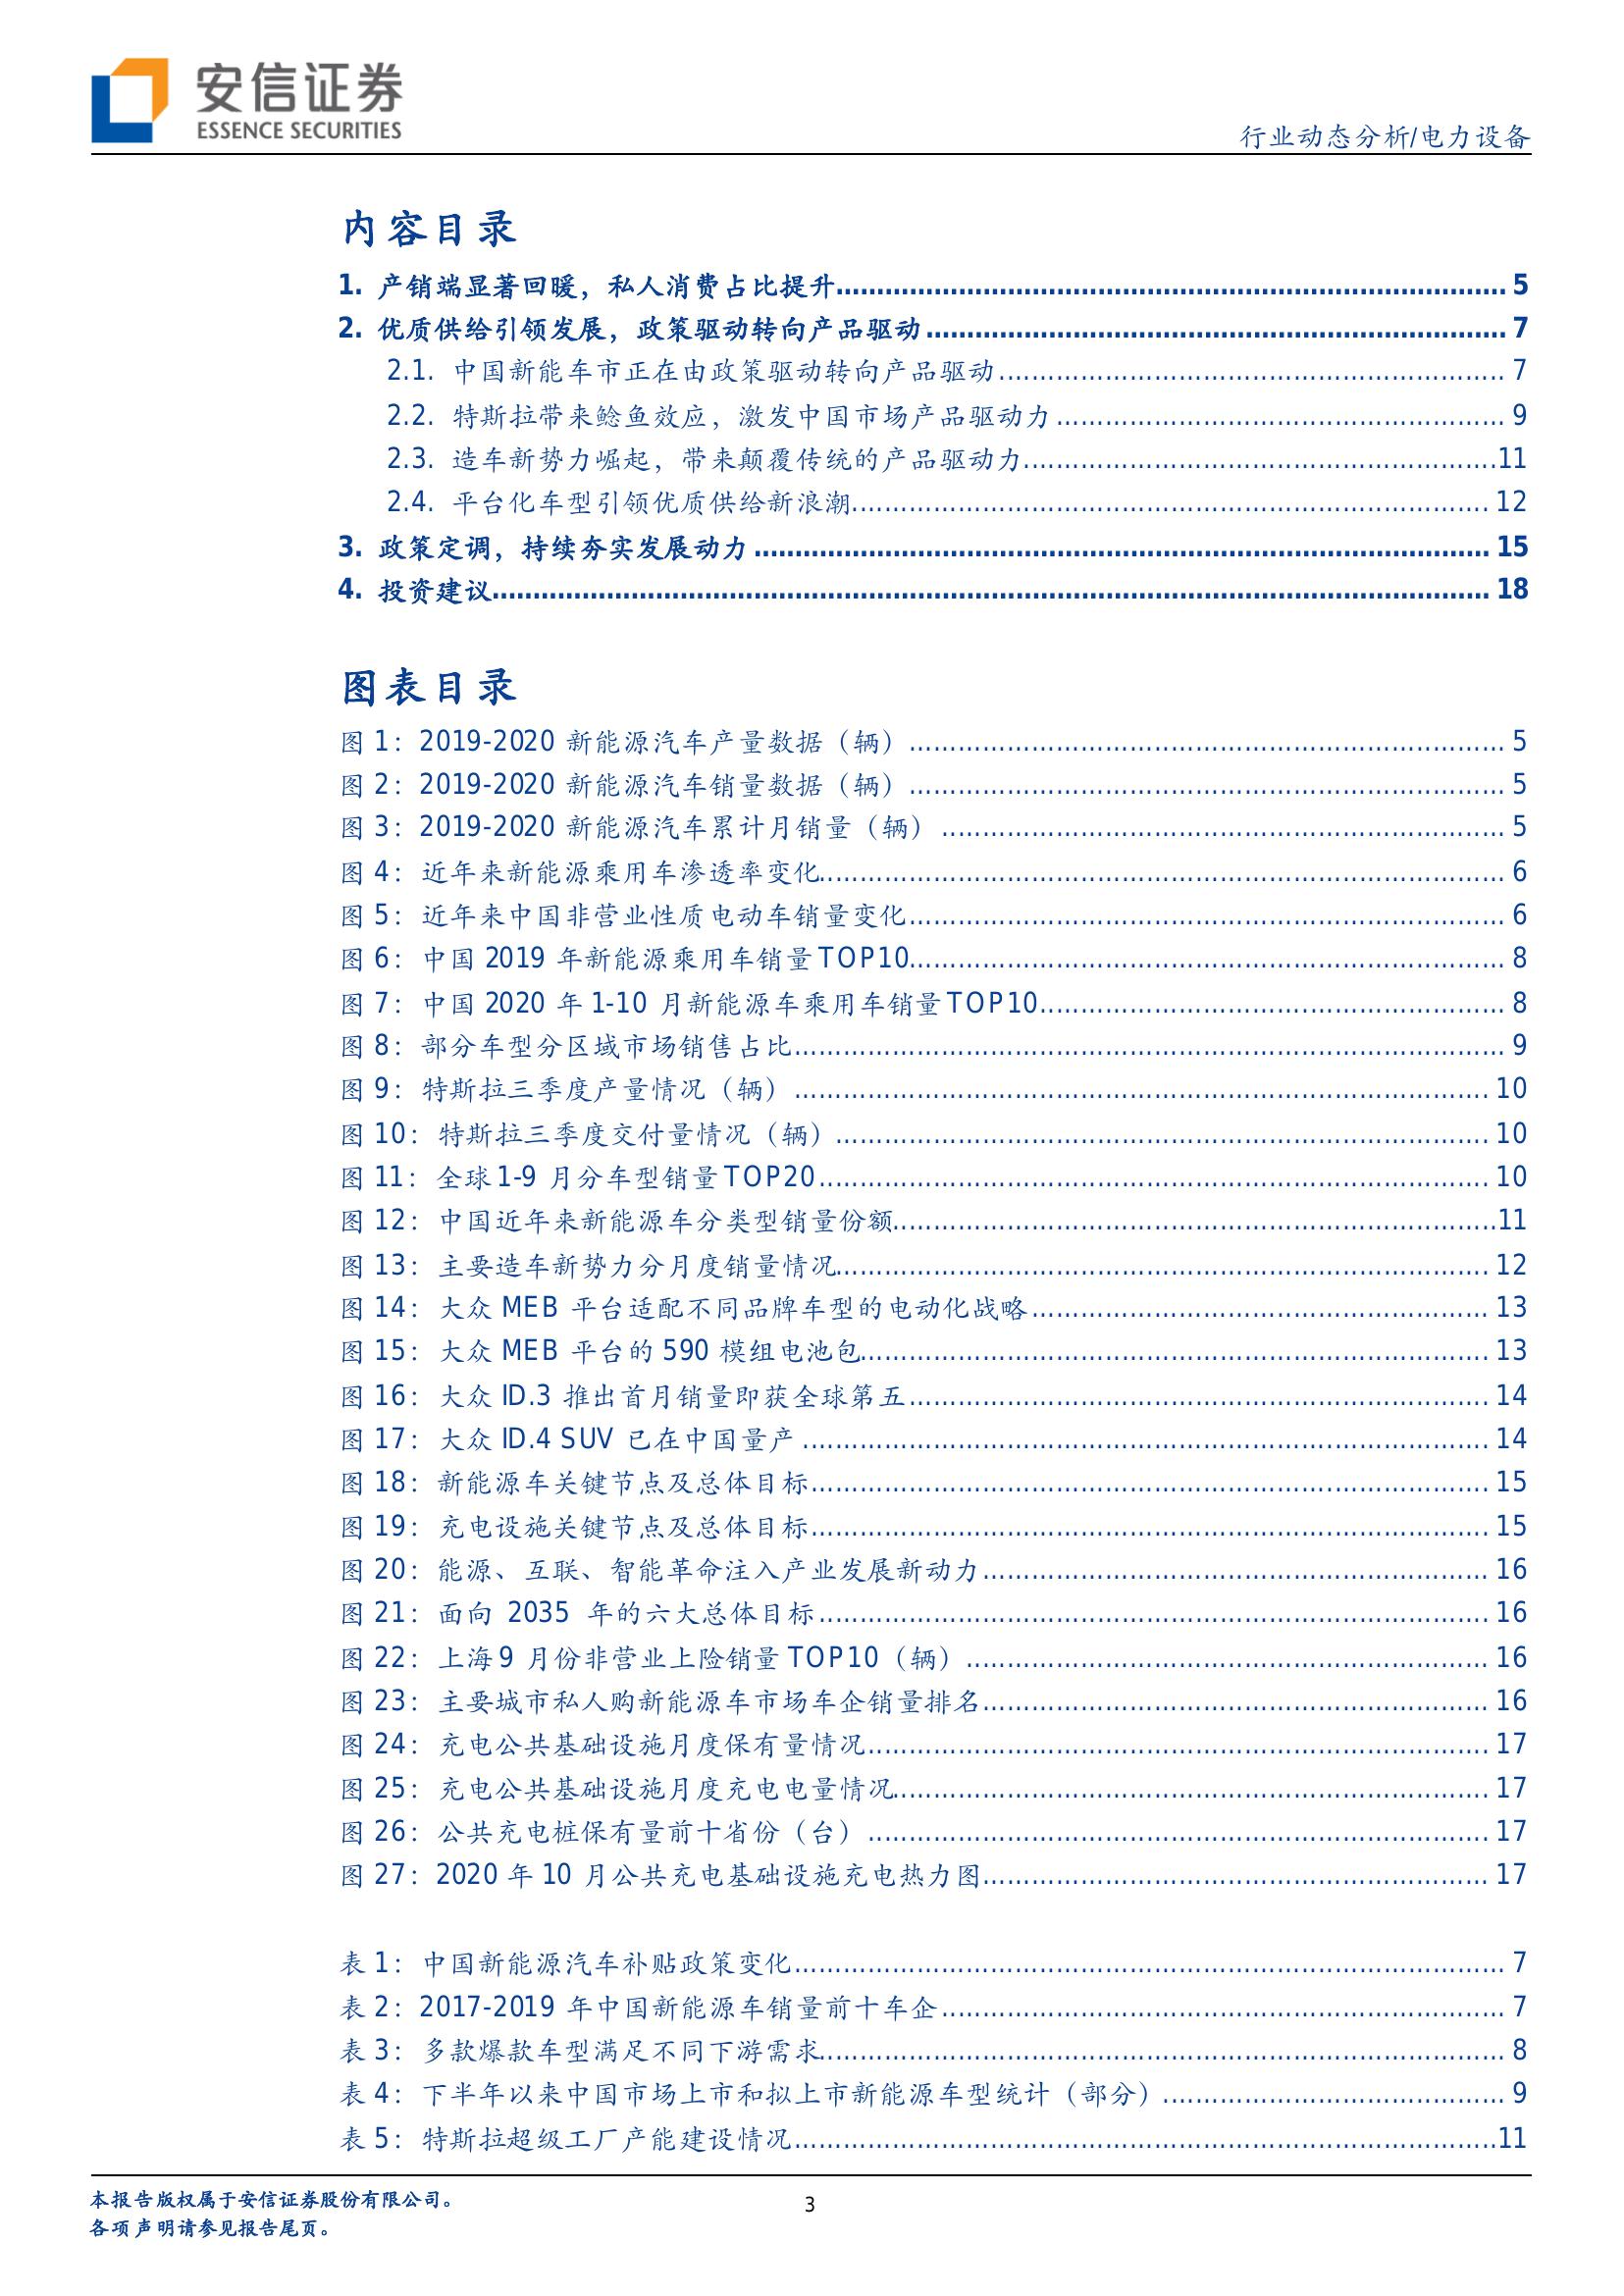 安信证券
ESSENCE SECURITIES
行业动态分析/电力设备
内容目录
1. 产销端显著回暖，私人消费占比提升 5
2. 优质供给引领发展，政策驱动转向产品驱动 7
2.1. 中国新能车市正在由政策驱动转向产品驱动 7
2.2. 特斯拉带来鲶鱼效应，激发中国市场产品驱动力 9
2.3. 造车新势力崛起，带来颠覆传统的产品驱动力 11
2.4. 平台化车型引领优质供给新浪潮 12
3. 政策定调，持续夯实发展动力 15
4. 投资建议 18
图表目录
图 1：2019-2020 新能源汽车产量数据（辆） 5
图 2：2019-2020 新能源汽车销量数据（辆） 5
图 3：2019-2020 新能源汽车累计月销量（辆） 5
图 4：近年来新能源乘用车渗透率变化 6
图 5：近年来中国非营业性质电动车销量变化 6
图 6：中国 2019 年新能源乘用车销量 TOP10 8
图 7：中国 2020 年 1-10 月新能源车乘用车销量 TOP10 8
图 8：部分车型分区域市场销售占比 9
图 9：特斯拉三季度产量情况（辆） 10
图 10：特斯拉三季度交付量情况（辆） 10
图 11：全球 1-9 月分车型销量 TOP20 10
图 12：中国近年来新能源车分类型销量份额 11
图 13：主要造车新势力分月度销量情况 12
图 14：大众 MEB 平台适配不同品牌车型的电动化战略 13
图 15：大众 MEB 平台的 590 模组电池包 13
图 16：大众 ID.3 推出首月销量即获全球第五 14
图 17：大众 ID.4 SUV 已在中国量产 14
图 18：新能源车关键节点及总体目标 15
图 19：充电设施关键节点及总体目标 15
图 20：能源、互联、智能革命注入产业发展新动力 16
图 21：面向 2035 年的六大总体目标 16
图 22：上海 9 月份非营业上险销量 TOP10（辆） 16
图 23：主要城市私人购新能源车市场车企销量排名 16
图 24：充电公共基础设施月度保有量情况 17
图 25：充电公共基础设施月度充电电量情况 17
图 26：公共充电桩保有量前十省份（台） 17
图 27：2020 年 10 月公共充电基础设施充电热力图 17
表 1：中国新能源汽车补贴政策变化 7
表 2：2017-2019 年中国新能源车销量前十车企 7
表 3：多款爆款车型满足不同下游需求 8
表 4：下半年以来中国市场上市和拟上市新能源车型统计（部分） 9
表 5：特斯拉超级工厂产能建设情况 11
本报告版权属于安信证券股份有限公司。
各项声明请参见报告尾页。
3